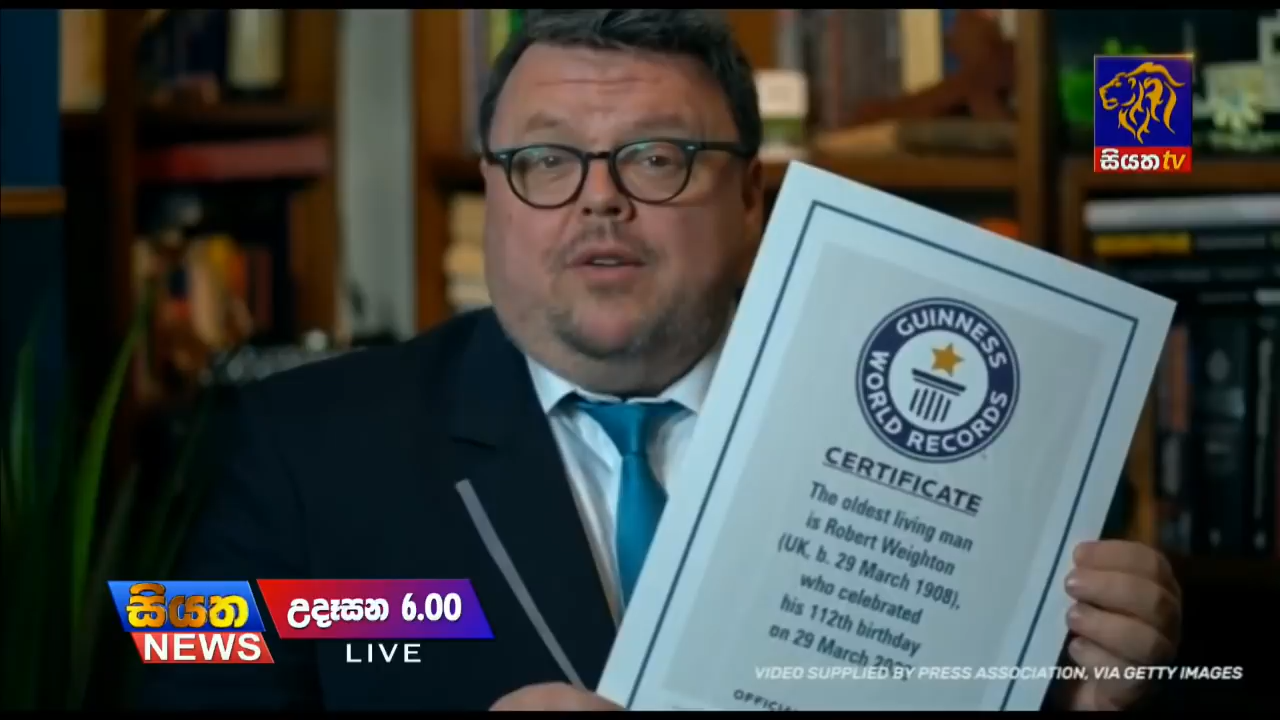 සියත tv
GUINNESS
WORLD RECORDS
CERTIFICATE
The oldest living man
is Robert Weighton
(UK, b. 29 March 1908),
who celebrated
his 112th birthday
on 29 March
සියත
NEWS
උදෑසන 6.00
LIVE
VIDEO SUPPLIED BY PRESS ASSOCIATION, VIA GETTY IMAGES